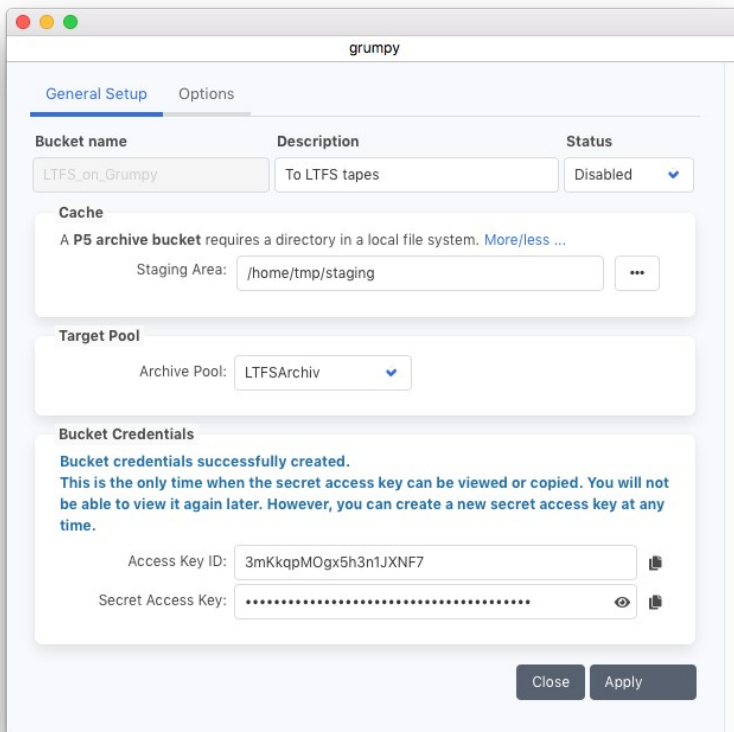 grumpy
General Setup Options
Bucket name Description Status
LTFS_on_Grumpy To LTFS tapes Disabled
Cache
A P5 archive bucket requires a directory in a local file system. More/less ...
Staging Area: /home/tmp/staging •••
Target Pool
Archive Pool: LTFSArchiv
Bucket Credentials
Bucket credentials successfully created.
This is the only time when the secret access key can be viewed or copied. You will not
be able to view it again later. However, you can create a new secret access key at any
time.
Access Key ID: 3mKkqpMOgx5h3n1JXNF7
Secret Access Key: ••••••••••••••••••••••••••••••••••••••••
Close Apply